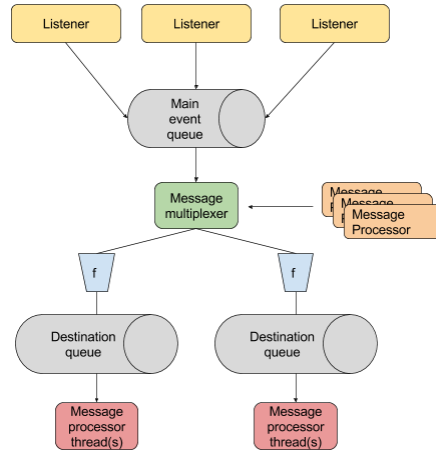 Listener
Listener
Listener
Main
event
queue
Message
multiplexer
Message
Message
Message
Processor
f
f
Destination
queue
Destination
queue
Message
processor
thread(s)
Message
processor
thread(s)